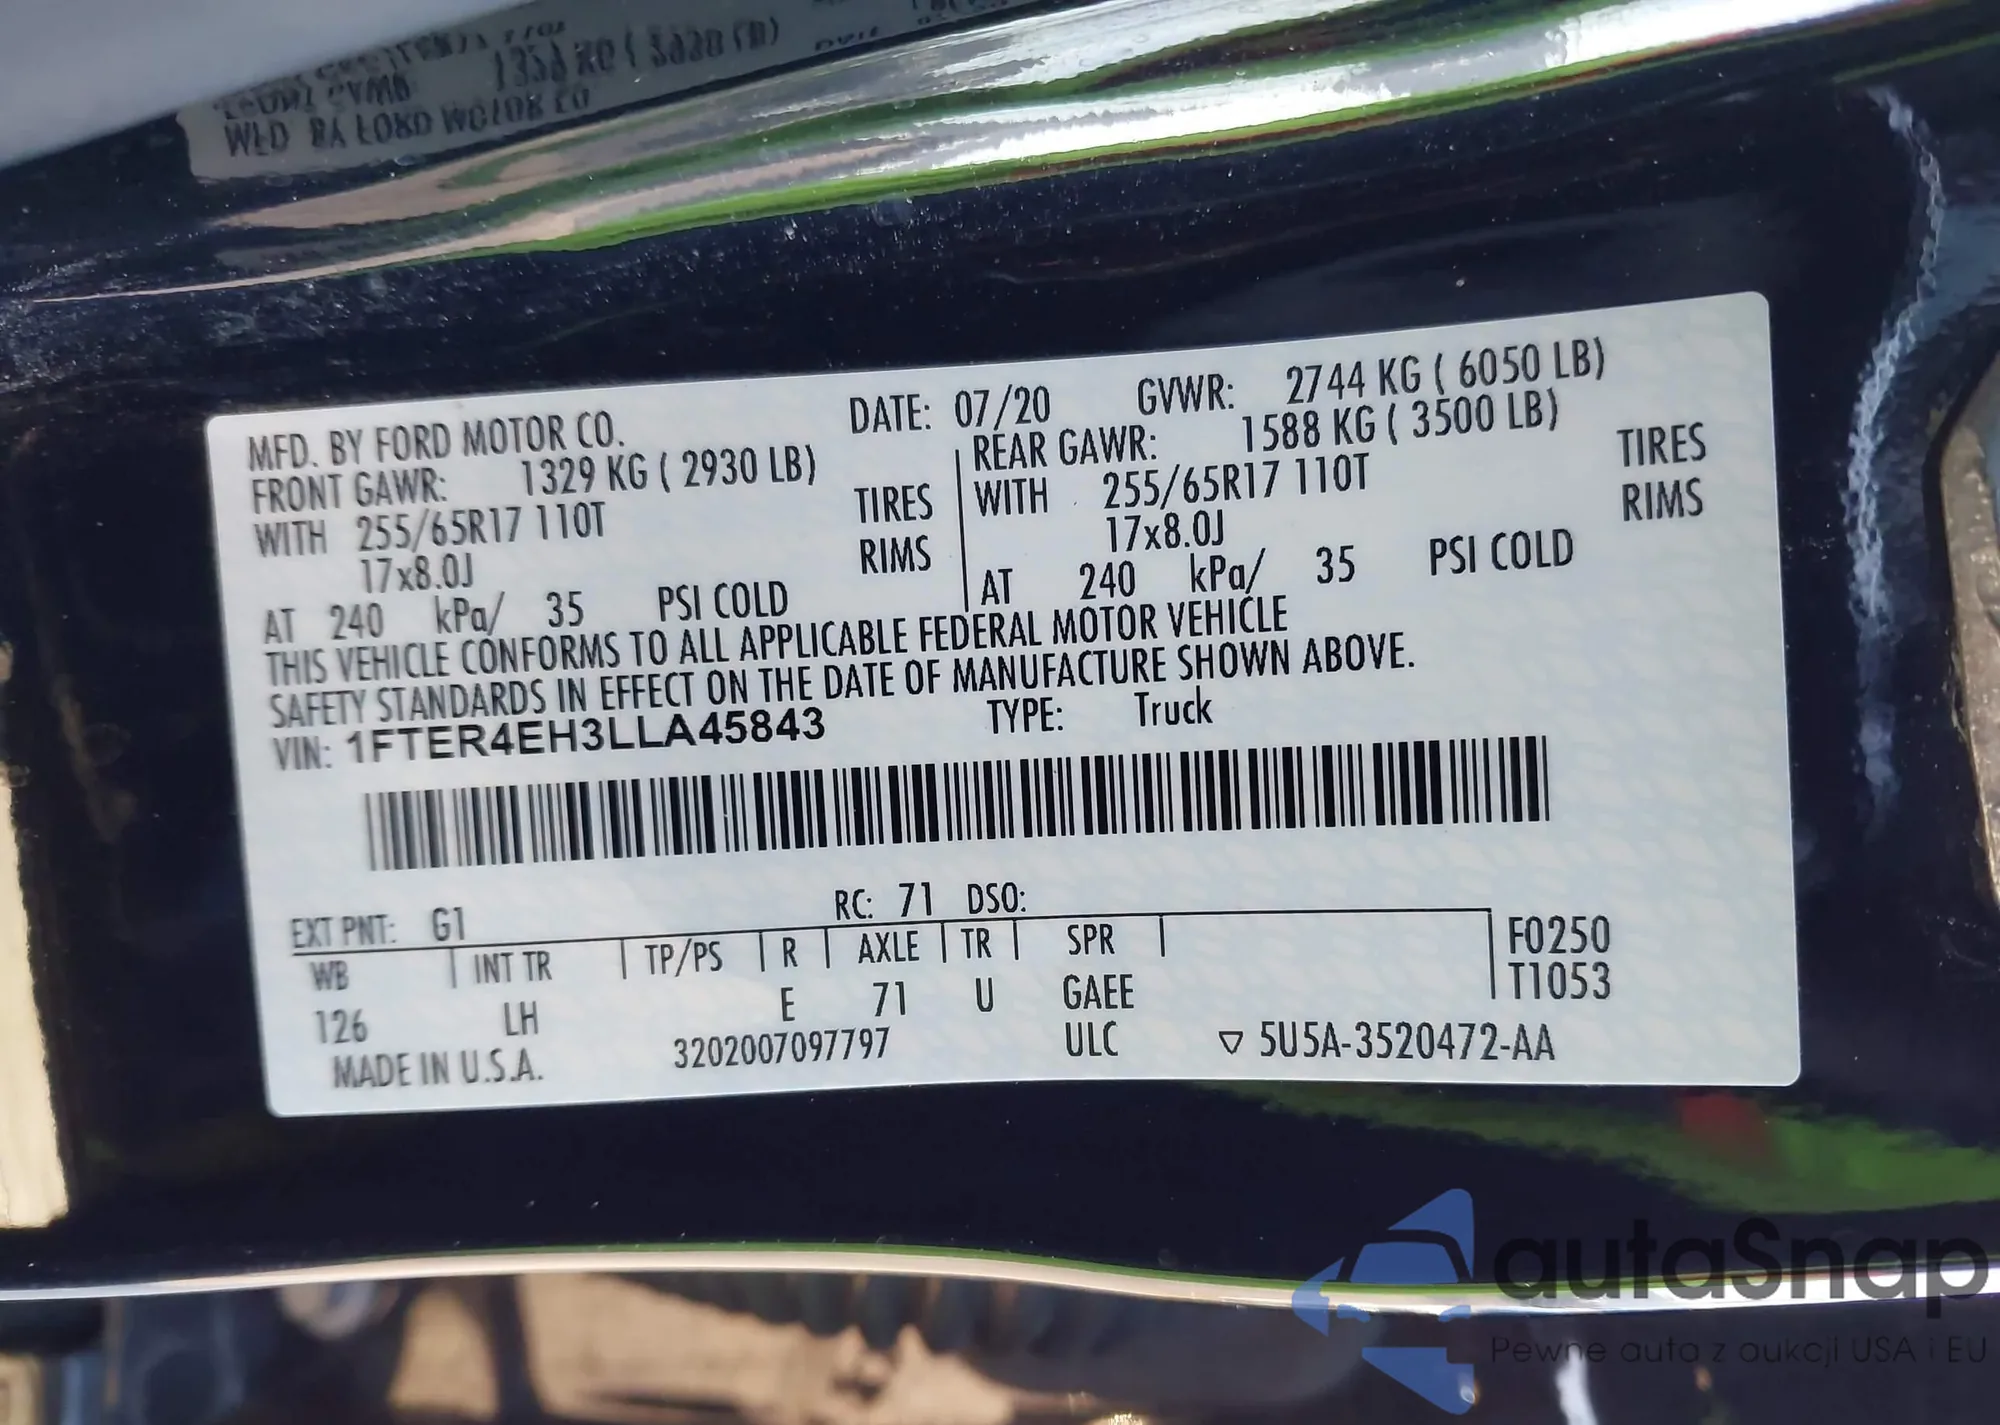 MFD. BY FORD MOTOR CO. DATE: 07/20 GVWR: 2744 KG ( 6050 LB)
FRONT GAWR: 1329 KG ( 2930 LB) REAR GAWR: 1588 KG ( 3500 LB)
WITH 255/65R17 110T TIRES WITH 255/65R17 110T TIRES
17x8.0J RIMS 17x8.0J RIMS
AT 240 kPa/ 35 PSI COLD AT 240 kPa/ 35 PSI COLD
THIS VEHICLE CONFORMS TO ALL APPLICABLE FEDERAL MOTOR VEHICLE
SAFETY STANDARDS IN EFFECT ON THE DATE OF MANUFACTURE SHOWN ABOVE.
VIN: 1FTER4EH3LLA45843 TYPE: Truck
EXT PNT: G1 RC: 71 DSO:
WB INT TR TP/PS R AXLE TR SPR F0250
126 LH E 71 U GAEE T1053
MADE IN U.S.A. 3202007097797 ULC ▽ 5U5A-3520472-AA
autaSnap
Pewne auta z aukcji USA i EU